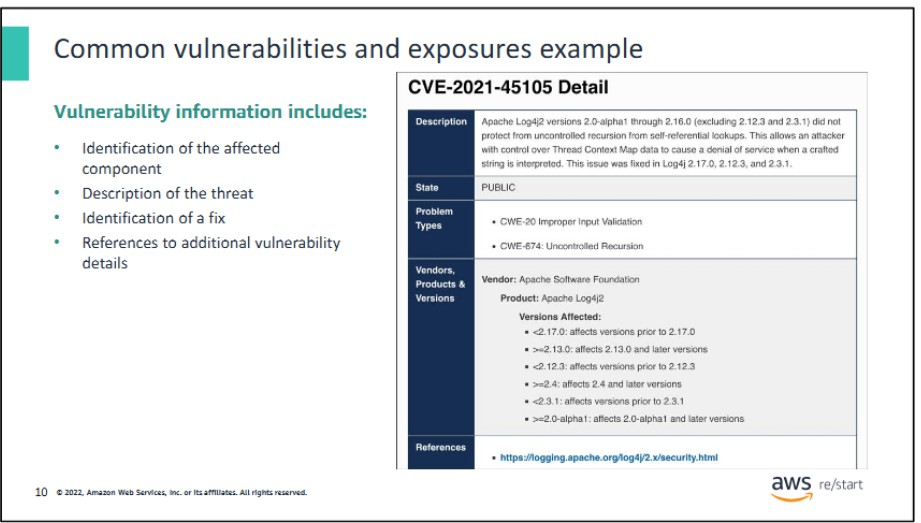 Common vulnerabilities and exposures example
Vulnerability information includes:
• Identification of the affected
component
• Description of the threat
• Identification of a fix
• References to additional vulnerability
details
CVE-2021-45105 Detail
Description
Apache Log4j2 versions 2.0-alpha1 through 2.16.0 (excluding 2.12.3 and 2.3.1) did not
protect from uncontrolled recursion from self-referential lookups. This allows an attacker
with control over Thread Context Map data to cause a denial of service when a crafted
string is interpreted. This issue was fixed in Log4j 2.17.0, 2.12.3, and 2.3.1.
State
PUBLIC
Problem
Types
• CWE-20 Improper Input Validation
• CWE-674: Uncontrolled Recursion
Vendors,
Products &
Versions
Vendor: Apache Software Foundation
Product: Apache Log4j2
Versions Affected:
▪ <2.17.0: affects versions prior to 2.17.0
▪ >=2.13.0: affects 2.13.0 and later versions
▪ <2.12.3: affects versions prior to 2.12.3
▪ >=2.4: affects 2.4 and later versions
▪ <2.3.1: affects versions prior to 2.3.1
▪ >=2.0-alpha1: affects 2.0-alpha1 and later versions
References
• https://logging.apache.org/log4j/2.x/security.html
10 © 2022, Amazon Web Services, Inc. or its affiliates. All rights reserved.
aws re/start